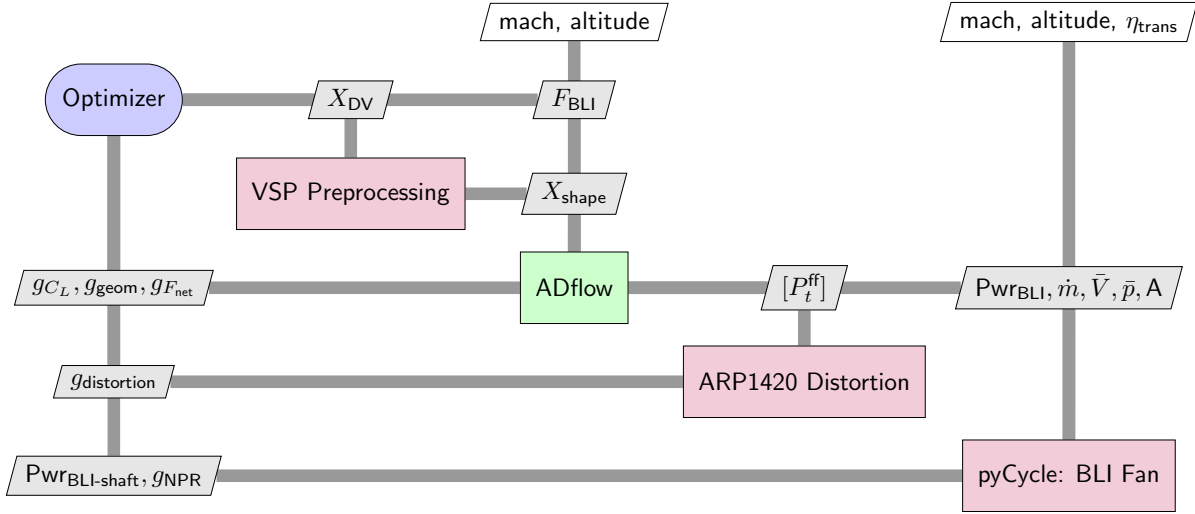 mach, altitude
mach, altitude, η_trans
Optimizer
X_DV
F_BLI
VSP Preprocessing
X_shape
g_{C_L}, g_geom, g_{F_net}
ADflow
[P_t^ff]
Pwr_BLI, ṁ, V̄, p̄, A
g_distortion
ARP1420 Distortion
Pwr_BLI-shaft, g_NPR
pyCycle: BLI Fan